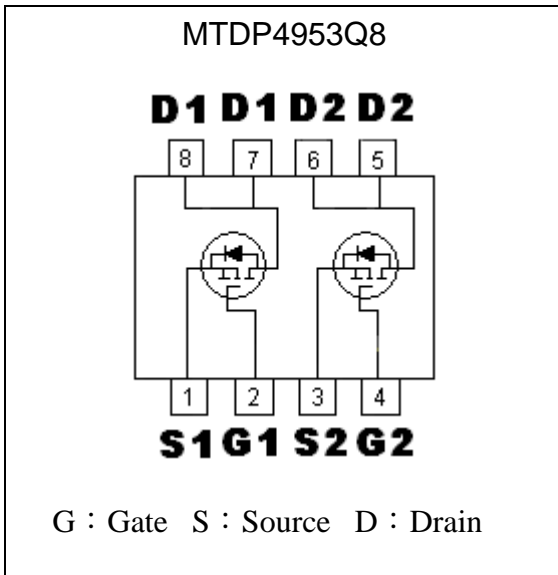 MTDP4953Q8
D1 D1 D2 D2
8 7 6 5
1 2 3 4
S1 G1 S2 G2
G：Gate S：Source D：Drain